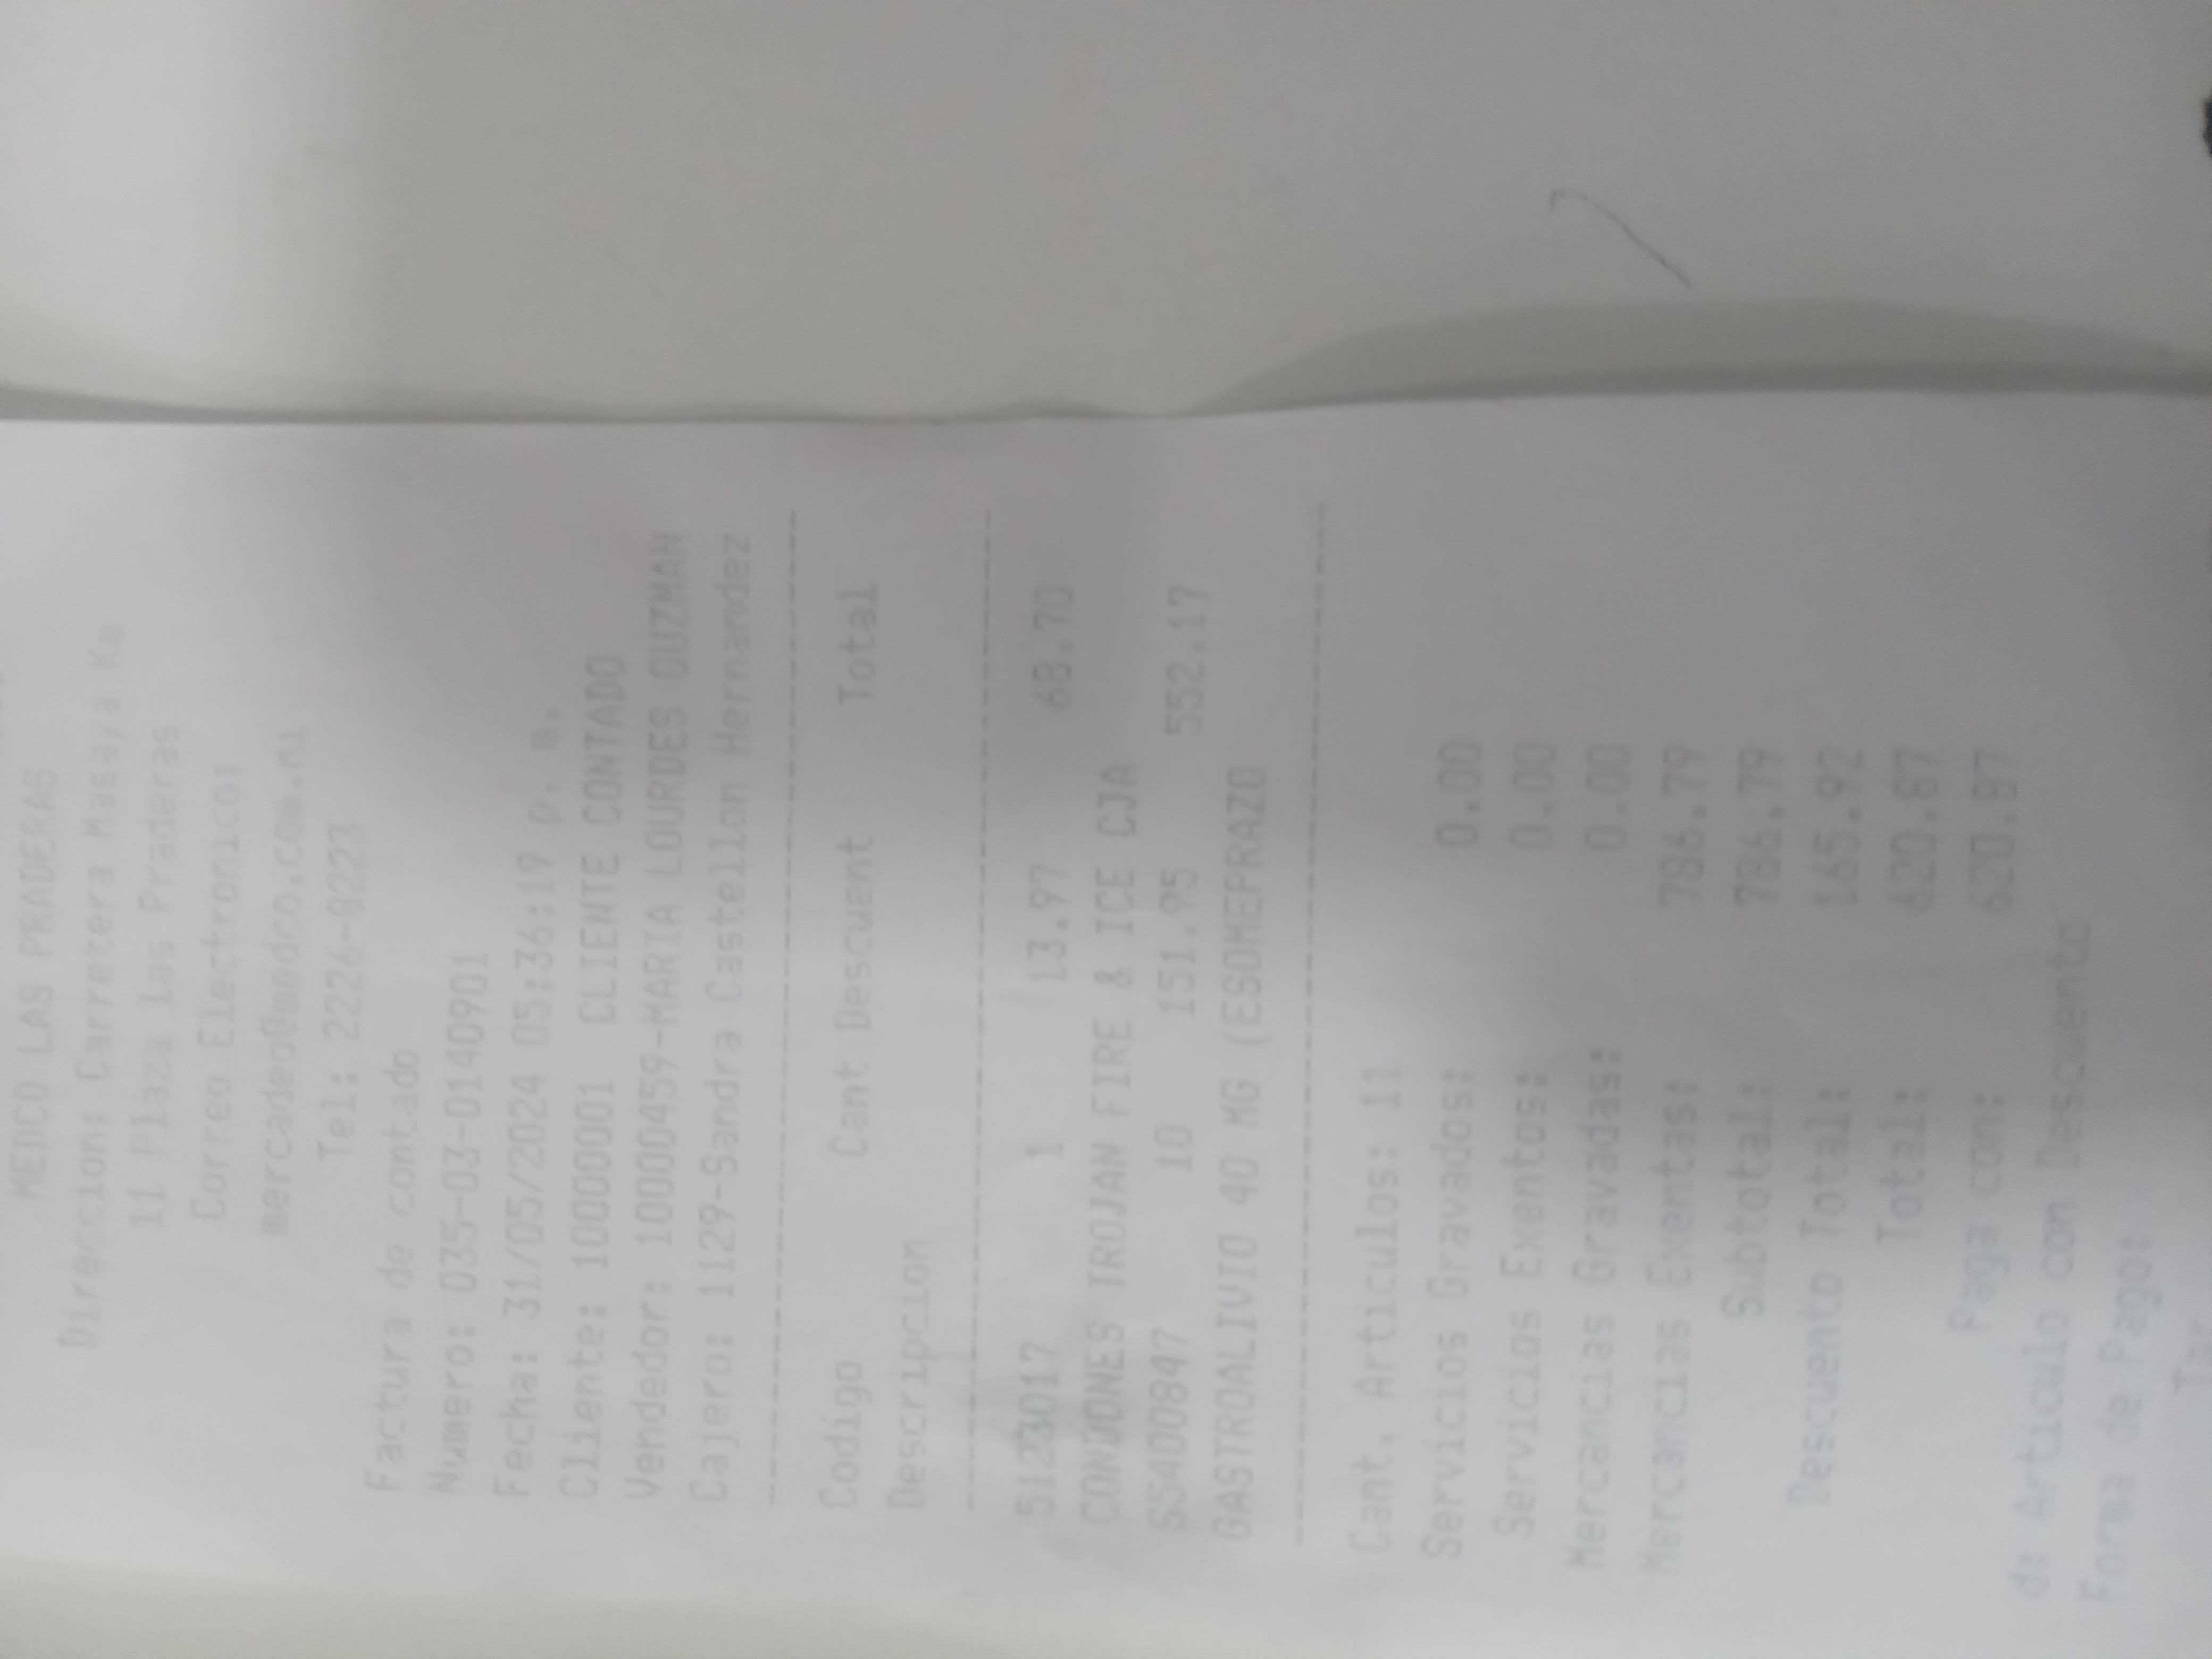 MEDCO LAS PRADERAS
Direccion: Carretera Masaya Km
11 Plaza las Praderas
Correo Electronico:
mercadeo@medco.com.ni
Tel: 2226-8223
Factura de contado
Numero: 035-03-0140901
Fecha: 31/05/2024 05:36:19 p. m.
Cliente: 10000001 CLIENTE CONTADO
Vendedor: 10000459-MARIA LOURDES GUZMAN
Cajero: 1129-Sandra Castellon Hernandez
----------------------------------------
Codigo Cant Descuent Total
Descripcion
----------------------------------------
5123017 1 13.97 68.70
CONDONES TROJAN FIRE & ICE CJA
S5400847 10 151.95 552.17
GASTROALIVIO 40 MG (ESOMEPRAZO
----------------------------------------
Cant. Articulos: 11
Servicios Gravados: 0.00
Servicios Exentos: 0.00
Mercancias Gravadas: 0.00
Mercancias Exentas: 786.79
Subtotal: 786.79
Descuento Total: 165.92
Total: 620.87
Paga con: 620.87
d: Articulo con Descuento
Forma de Pago:
Tar